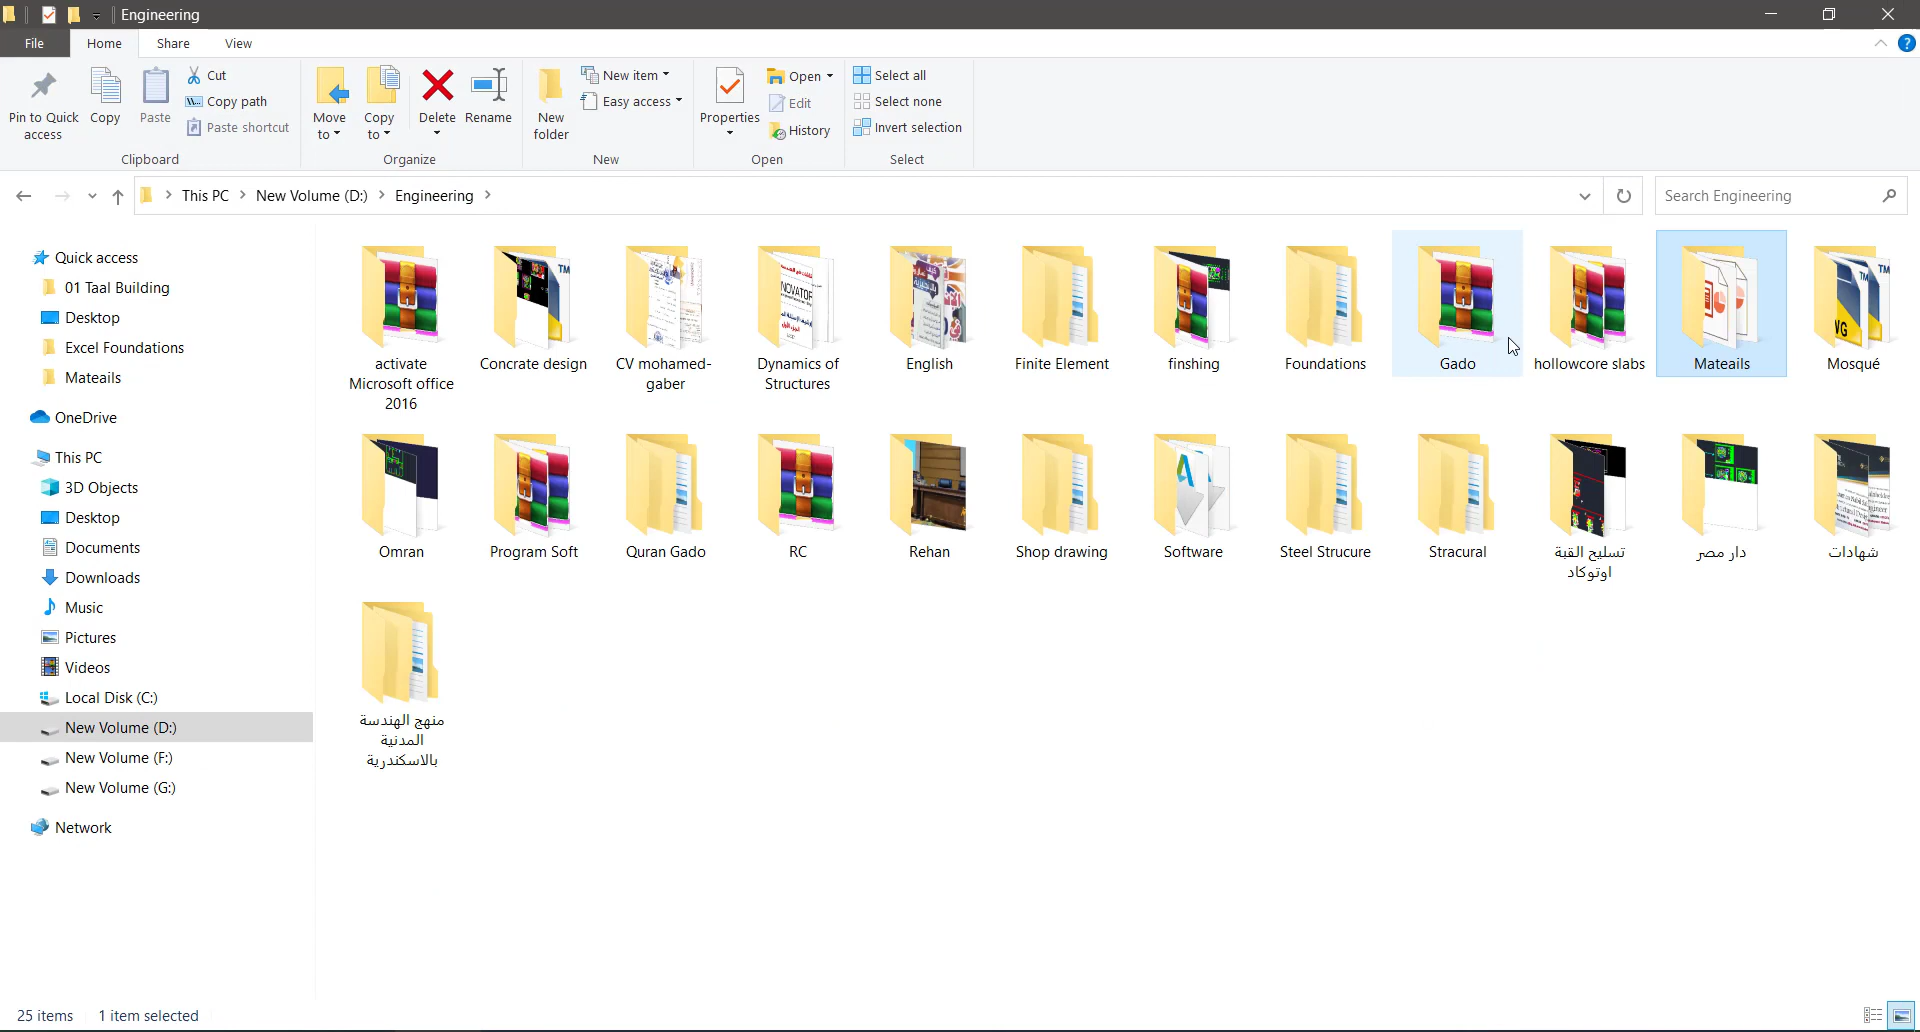 Engineering
File
Home
Share
View
Pin to Quick
access
Copy
Paste
Cut
Copy path
Paste shortcut
Clipboard
Move
to
Copy
to
Delete
Rename
Organize
New
folder
New item
Easy access
New
Properties
Open
Edit
History
Open
Select all
Select none
Invert selection
Select
This PC
New Volume (D:)
Engineering
Search Engineering
Quick access
01 Taal Building
Desktop
Excel Foundations
Mateails
OneDrive
This PC
3D Objects
Desktop
Documents
Downloads
Music
Pictures
Videos
Local Disk (C:)
New Volume (D:)
New Volume (F:)
New Volume (G:)
Network
activate
Microsoft office
2016
Concrate design
CV mohamed-
gaber
Dynamics of
Structures
English
Finite Element
finshing
Foundations
Gado
hollowcore slabs
Mateails
Mosqué
Omran
Program Soft
Quran Gado
RC
Rehan
Shop drawing
Software
Steel Strucure
Stracural
تسليح القبة
اوتوكاد
دار مصر
شهادات
منهج الهندسة
المدنية
بالاسكندرية
25 items
1 item selected